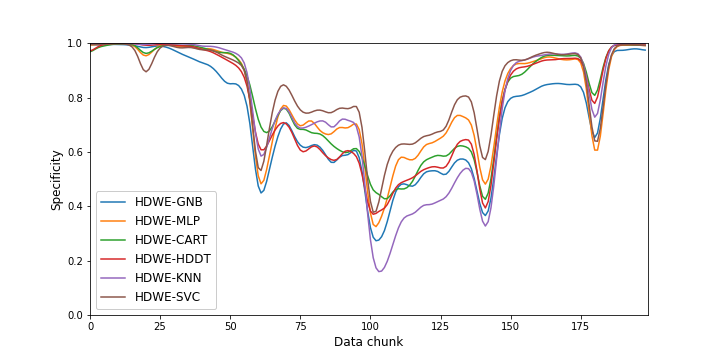 1.0
0.8
0.6
0.4
0.2
0.0
Specificity
HDWE-GNB
HDWE-MLP
HDWE-CART
HDWE-HDDT
HDWE-KNN
HDWE-SVC
0 25 50 75 100 125 150 175
Data chunk